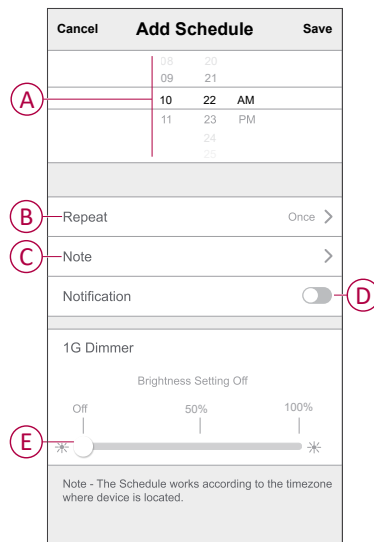 Cancel Add Schedule Save
08 20
09 21
A 10 22 AM
11 23 PM
24
25
B Repeat Once
C Note
Notification D
1G Dimmer
Brightness Setting Off
Off 50% 100%
E
Note - The Schedule works according to the timezone
where device is located.